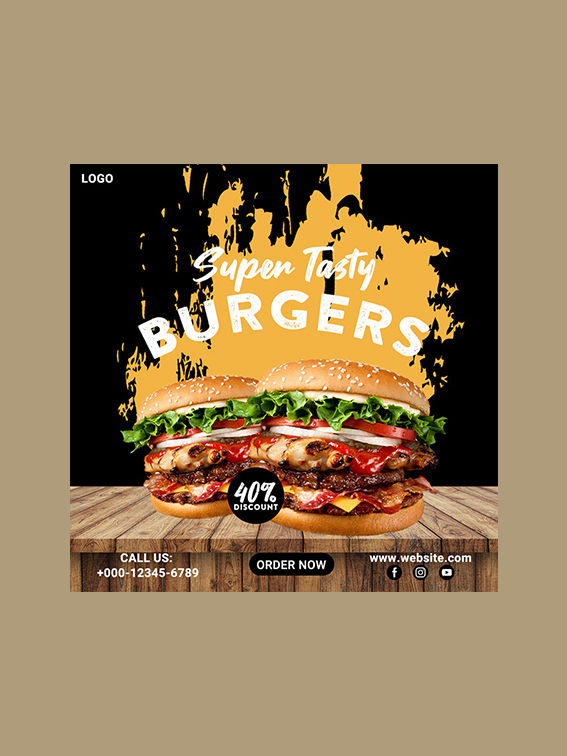 LOGO
Super Tasty
BURGERS
40%
DISCOUNT
CALL US:
+000-12345-6789
ORDER NOW
www.website.com